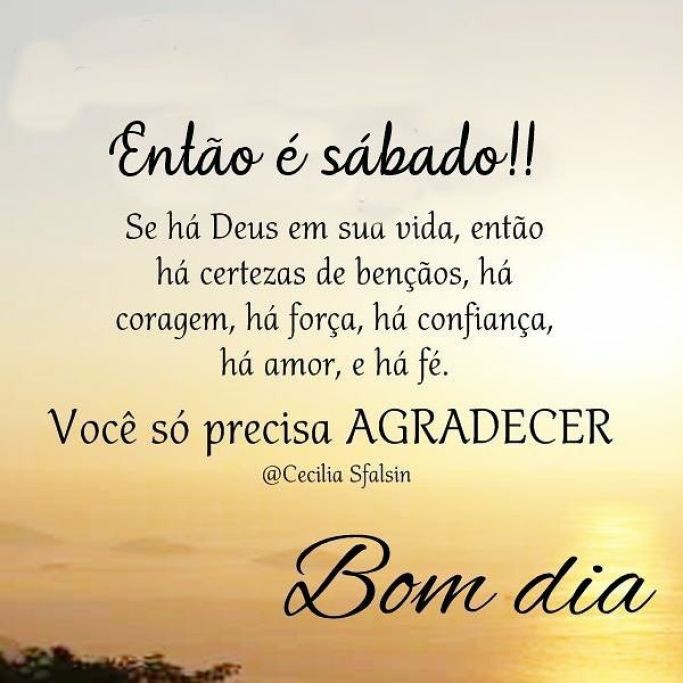 Então é sábado!!
Se há Deus em sua vida, então
há certezas de bençãos, há
coragem, há força, há confiança,
há amor, e há fé.
Você só precisa AGRADECER
@Cecilia Sfalsin
Bom dia